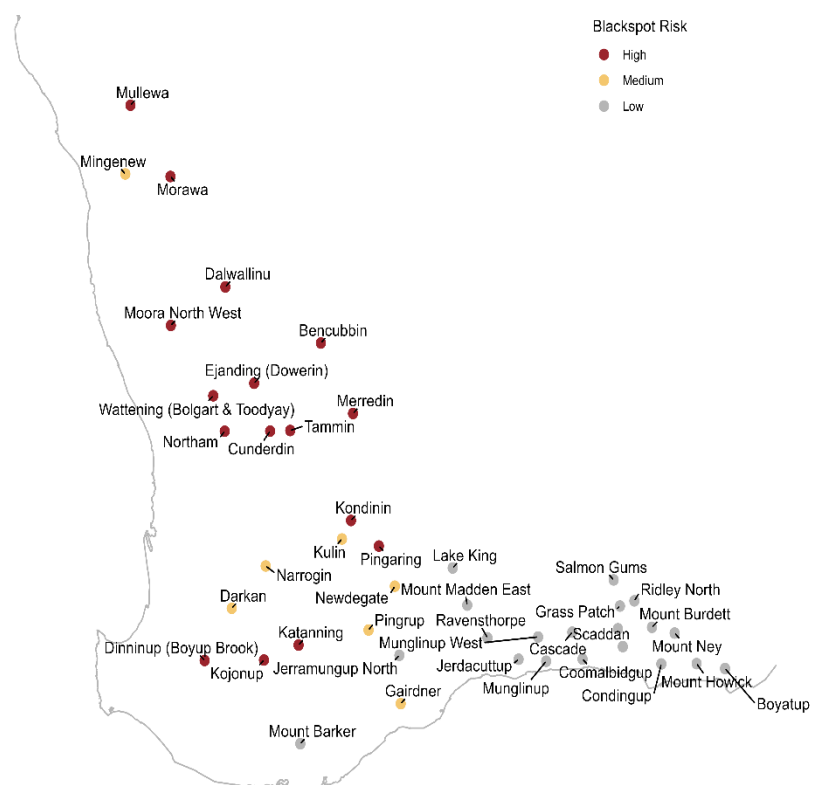 Blackspot Risk
High
Medium
Low
Mullewa
Mingenew
Morawa
Dalwallinu
Moora North West
Bencubbin
Ejanding (Dowerin)
Merredin
Wattening (Bolgart & Toodyay)
Tammin
Northam
Cunderdin
Kondinin
Kulin
Pingaring
Lake King
Salmon Gums
Narrogin
Newdegate
Mount Madden East
Ridley North
Darkan
Grass Patch
Mount Burdett
Pingrup
Ravensthorpe
Katanning
Scaddan
Munglinup West
Dinninup (Boyup Brook)
Cascade
Mount Ney
Jerramungup North
Jerdacuttup
Kojonup
Coomalbidgup
Mount Howick
Munglinup
Gairdner
Condingup
Boyatup
Mount Barker